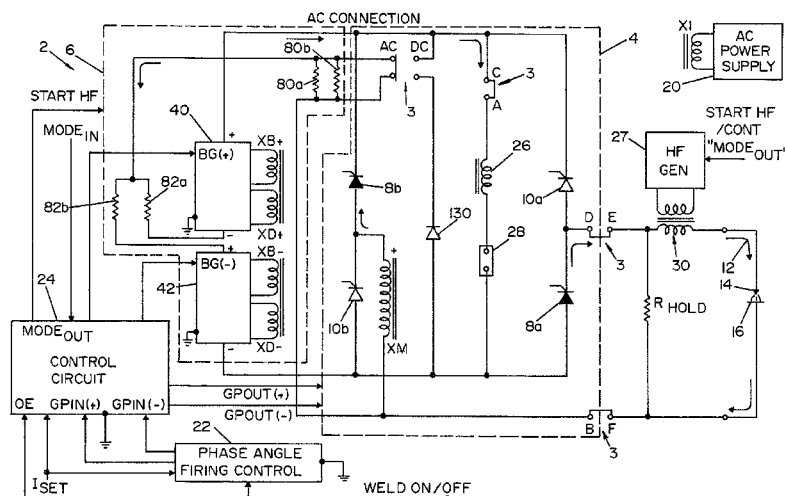 AC CONNECTION
2
6
80b
80a
AC DC
3
4
C
3
A
X1
AC
POWER
SUPPLY
20
START HF
MODE IN
40
+
BG(+)
XB+
XD+
-
82b
82a
+
BG(-)
XB-
XD-
42
-
8b
10b
+
XM
130
26
28
10a
8a
D E
3
27
HF
GEN
START HF
/CONT
"MODE OUT"
30
12
14
16
R HOLD
24
MODE OUT
CONTROL
CIRCUIT
OE GPIN(+) GPIN(-)
GPOUT(+)
GPOUT(-)
B F
3
22
PHASE ANGLE
FIRING CONTROL
I SET
WELD ON/OFF